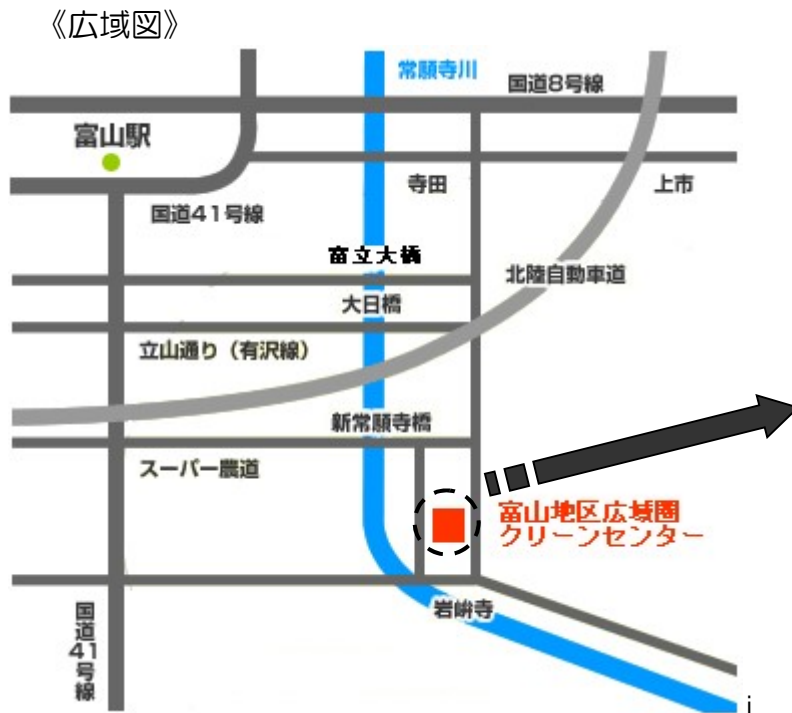 《広域図》
常願寺川
国道8号線
富山駅
寺田
上市
国道41号線
富立大橋
北陸自動車道
大日橋
立山通り（有沢線）
新常願寺橋
スーパー農道
富山地区広域圏
クリーンセンター
岩峅寺
国道41号線
i